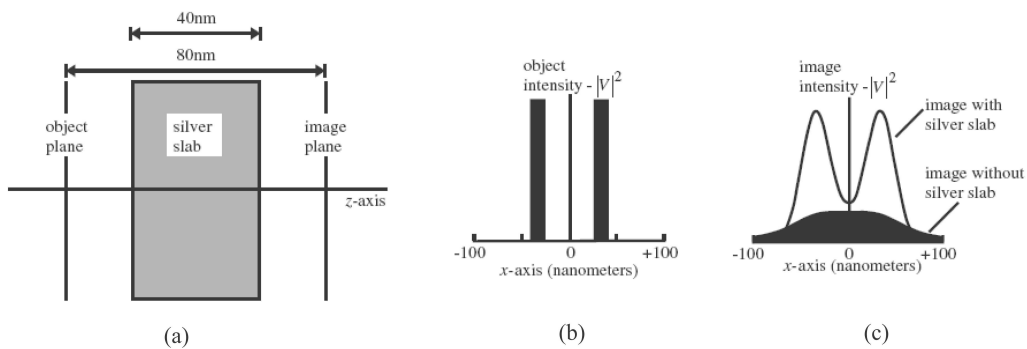 40nm
80nm
object
plane
silver
slab
image
plane
z-axis
(a)
object
intensity - |V|²
-100
0
+100
x-axis (nanometers)
(b)
image
intensity - |V|²
image with
silver slab
image without
silver slab
-100
0
+100
x-axis (nanometers)
(c)